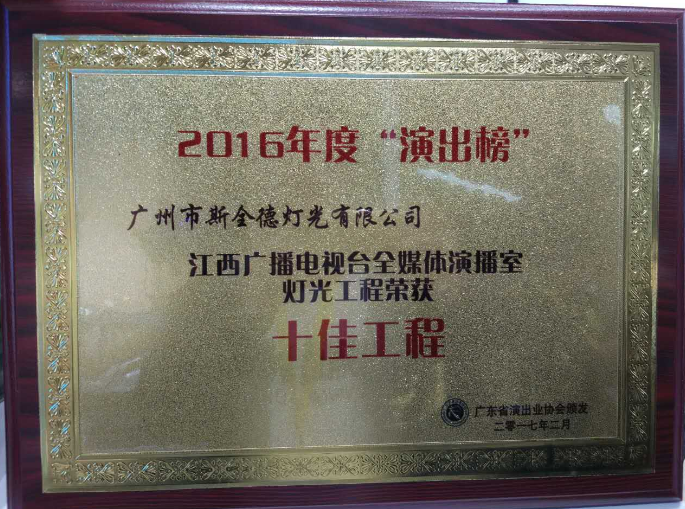 2016年度“演出榜”
广州市斯全德灯光有限公司
江西广播电视台全媒体演播室
灯光工程荣获
十佳工程
广东省演出业协会颁发
二零一七年二月